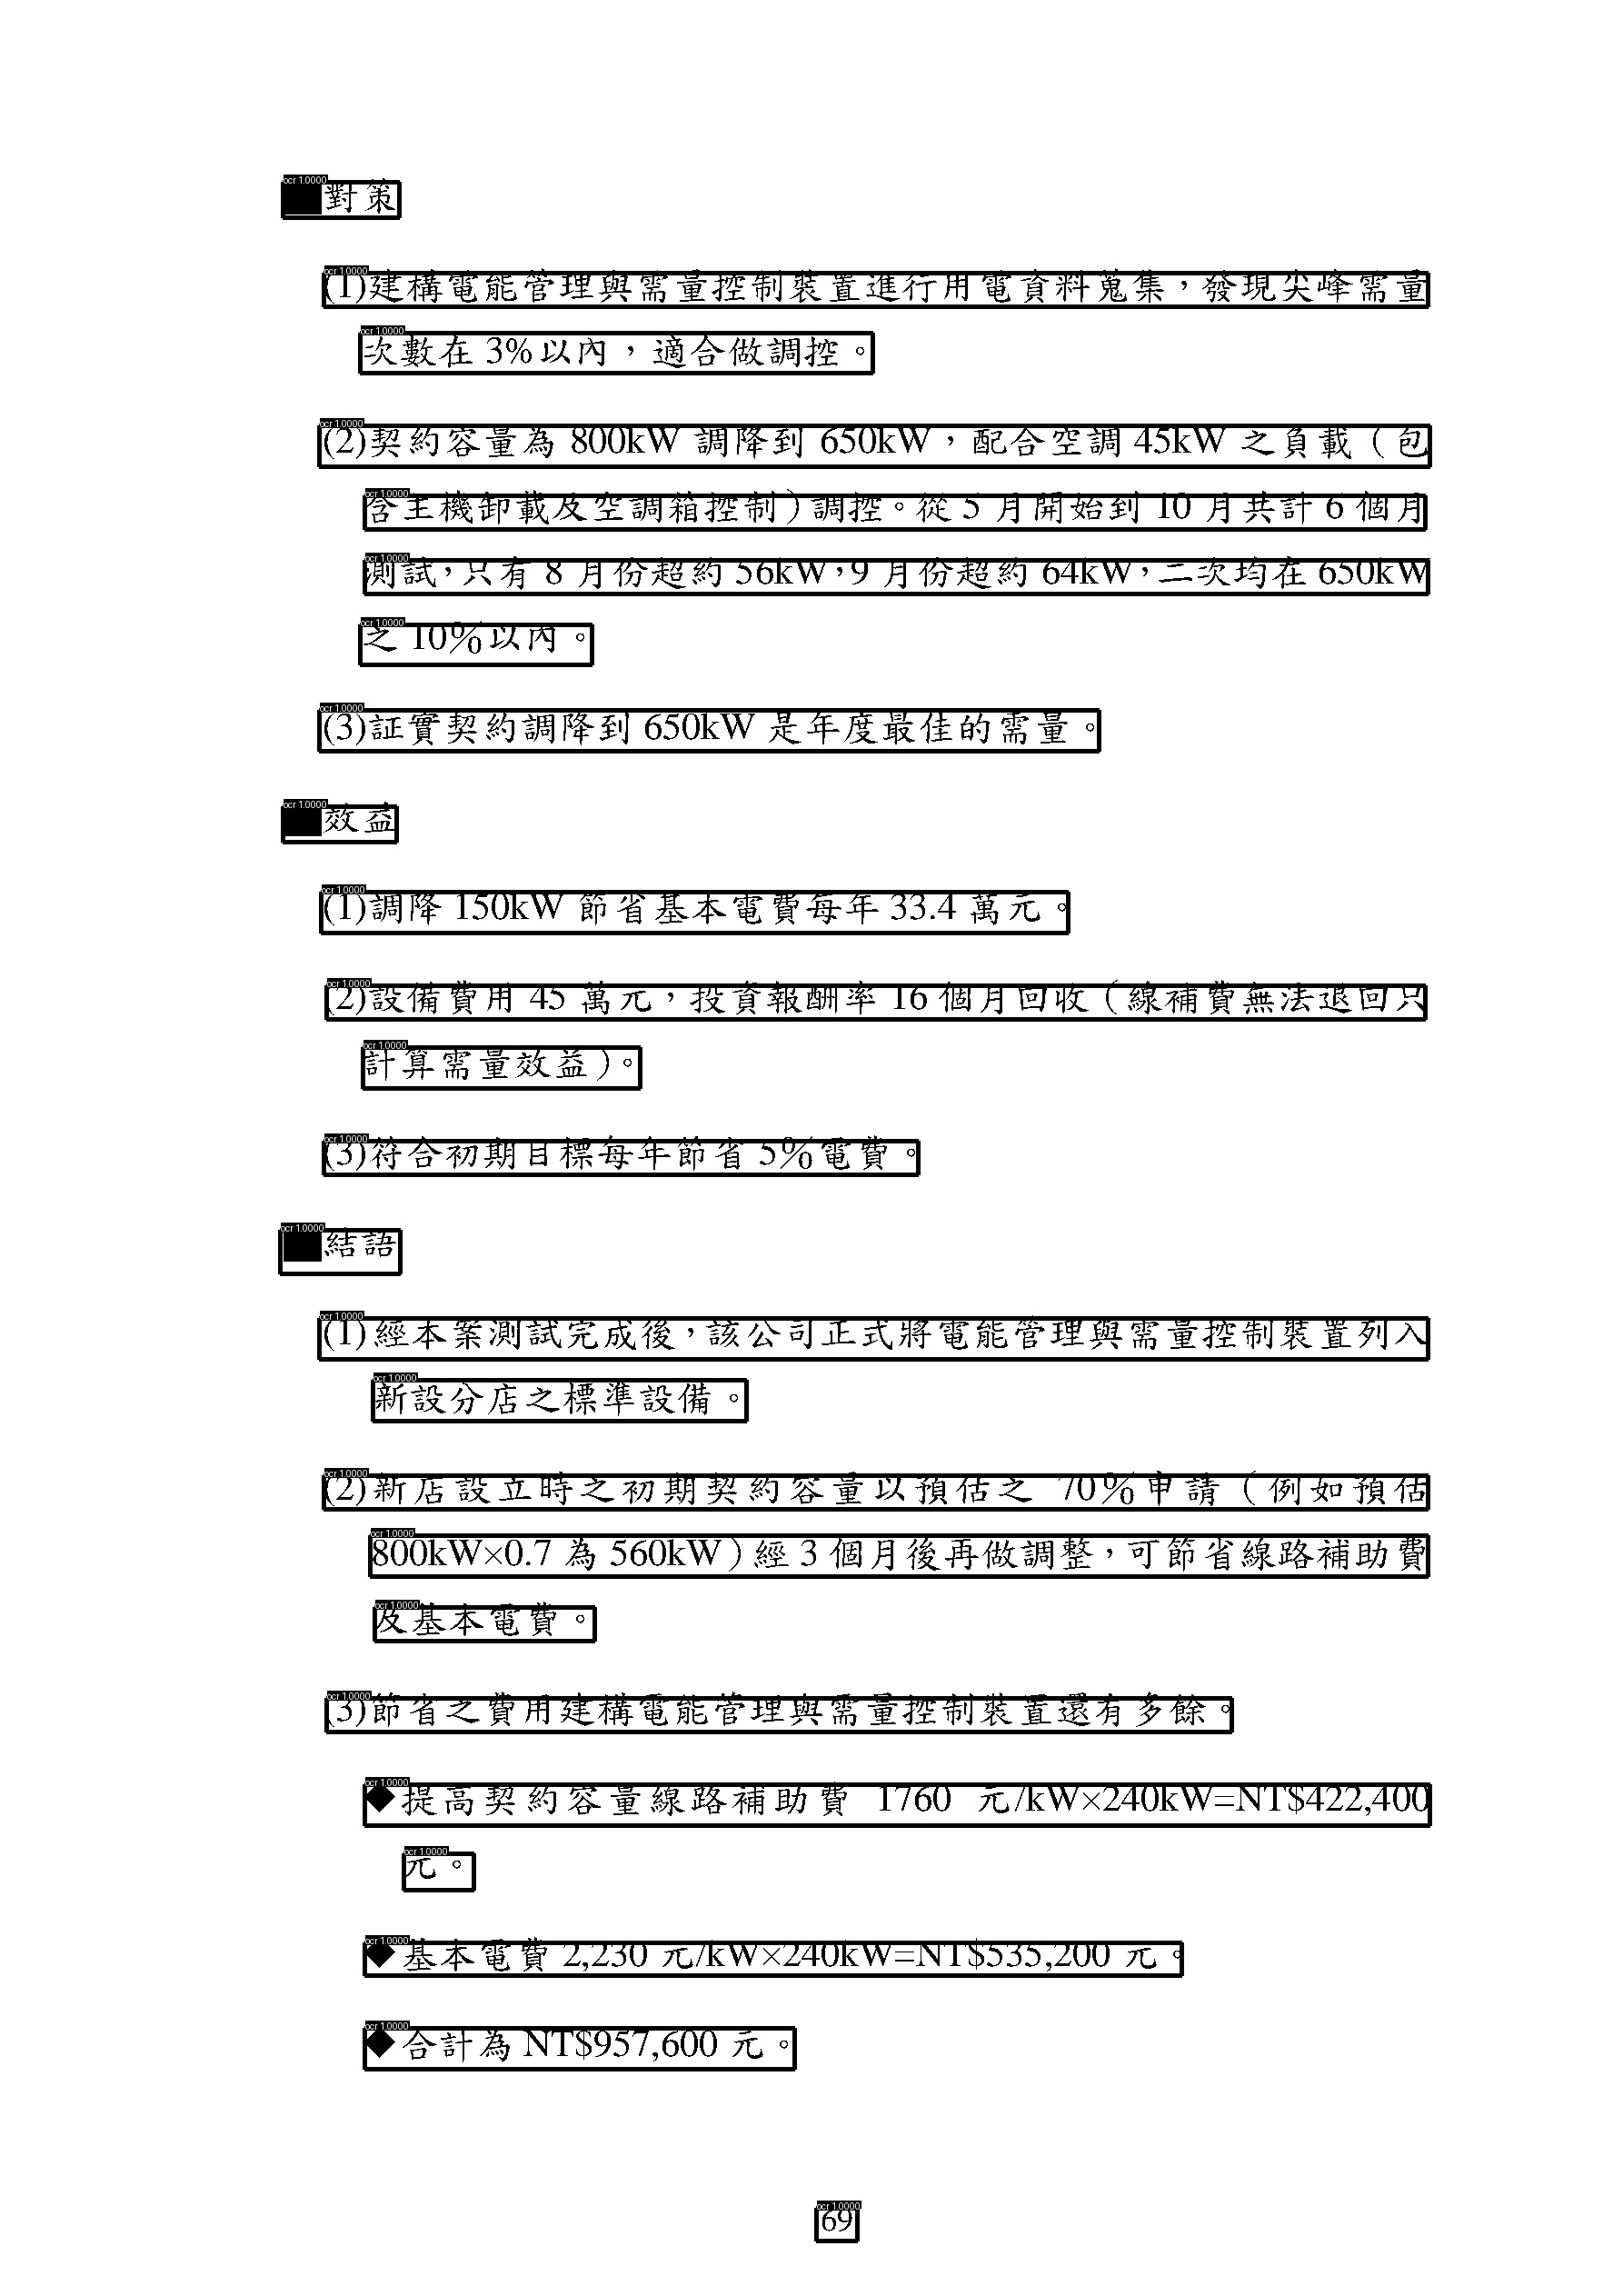 ■對策
(1)建構電能管理與需量控制裝置進行用電資料蒐集，發現尖峰需量
次數在 3%以內，適合做調控。
(2)契約容量為 800kW 調降到 650kW，配合空調 45kW 之負載（包
含主機卸載及空調箱控制）調控。從 5 月開始到 10 月共計 6 個月
測試，只有 8 月份超約 56kW，9 月份超約 64kW，二次均在 650kW
之 10%以內。
(3)証實契約調降到 650kW 是年度最佳的需量。
■效益
(1)調降 150kW 節省基本電費每年 33.4 萬元。
(2)設備費用 45 萬元，投資報酬率 16 個月回收（線補費無法退回只
計算需量效益）。
(3)符合初期目標每年節省 5%電費。
■結語
(1)經本案測試完成後，該公司正式將電能管理與需量控制裝置列入
新設分店之標準設備。
(2)新店設立時之初期契約容量以預估之 70%申請（例如預估
800kW×0.7 為 560kW）經 3 個月後再做調整，可節省線路補助費
及基本電費。
(3)節省之費用建構電能管理與需量控制裝置還有多餘。
◆提高契約容量線路補助費 1760 元/kW×240kW=NT$422,400
元。
◆基本電費 2,230 元/kW×240kW=NT$535,200 元。
◆合計為 NT$957,600 元。
69